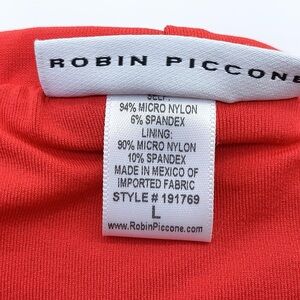 ROBIN PICCONE
SELF:
94% MICRO NYLON
6% SPANDEX
LINING:
90% MICRO NYLON
10% SPANDEX
MADE IN MEXICO OF
IMPORTED FABRIC
STYLE # 191769
L
www.RobinPiccone.com